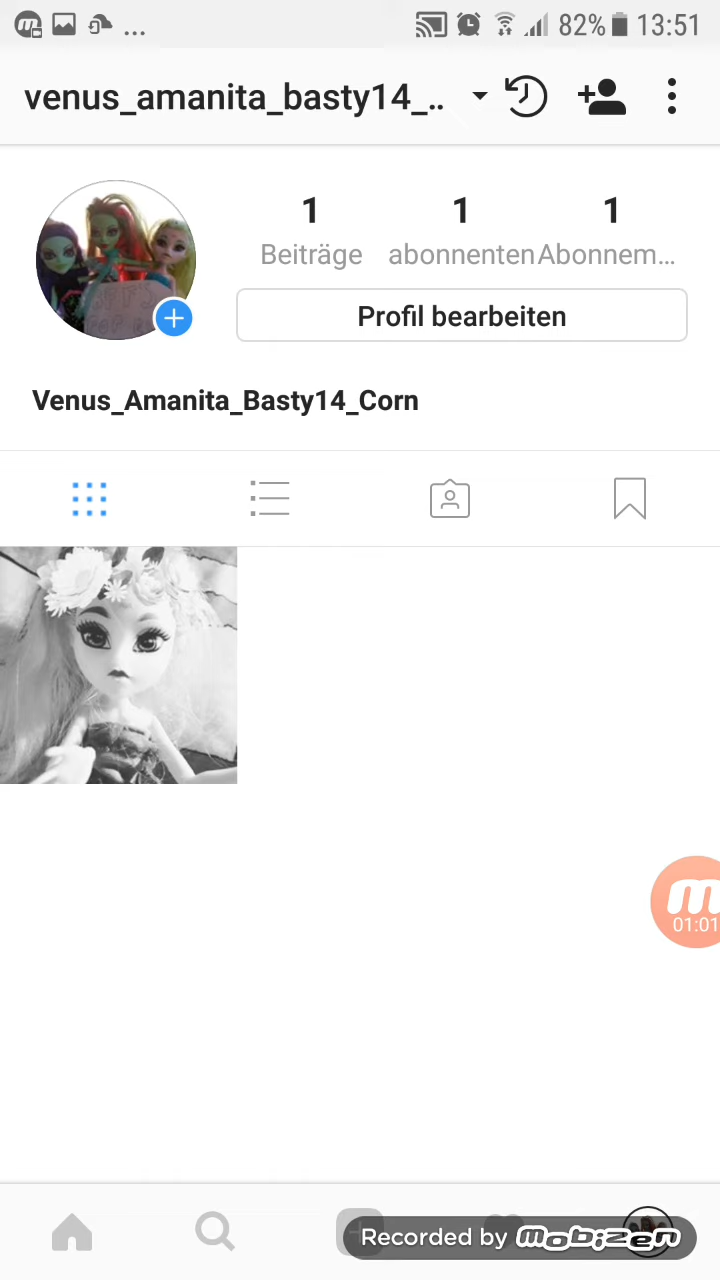 ... 82% 13:51
venus_amanita_basty14_..
1 1 1
Beiträge abonnenten Abonnem...
Profil bearbeiten
Venus_Amanita_Basty14_Corn
01:01
Recorded by mobizen